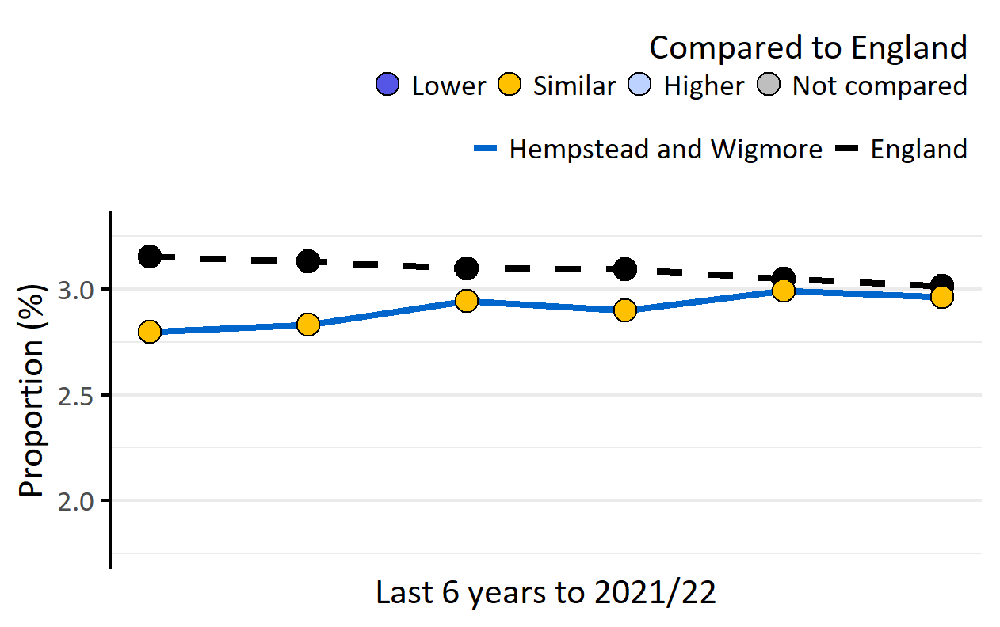 Compared to England
Lower Similar Higher Not compared
Hempstead and Wigmore England
Proportion (%)
3.0
2.5
2.0
Last 6 years to 2021/22